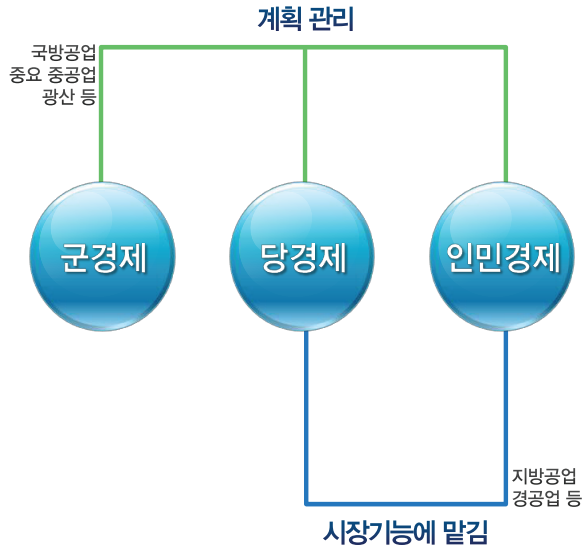 계획 관리
국방공업
중요 중공업
광산 등
군경제
당경제
인민경제
지방공업
경공업 등
시장기능에 맡김